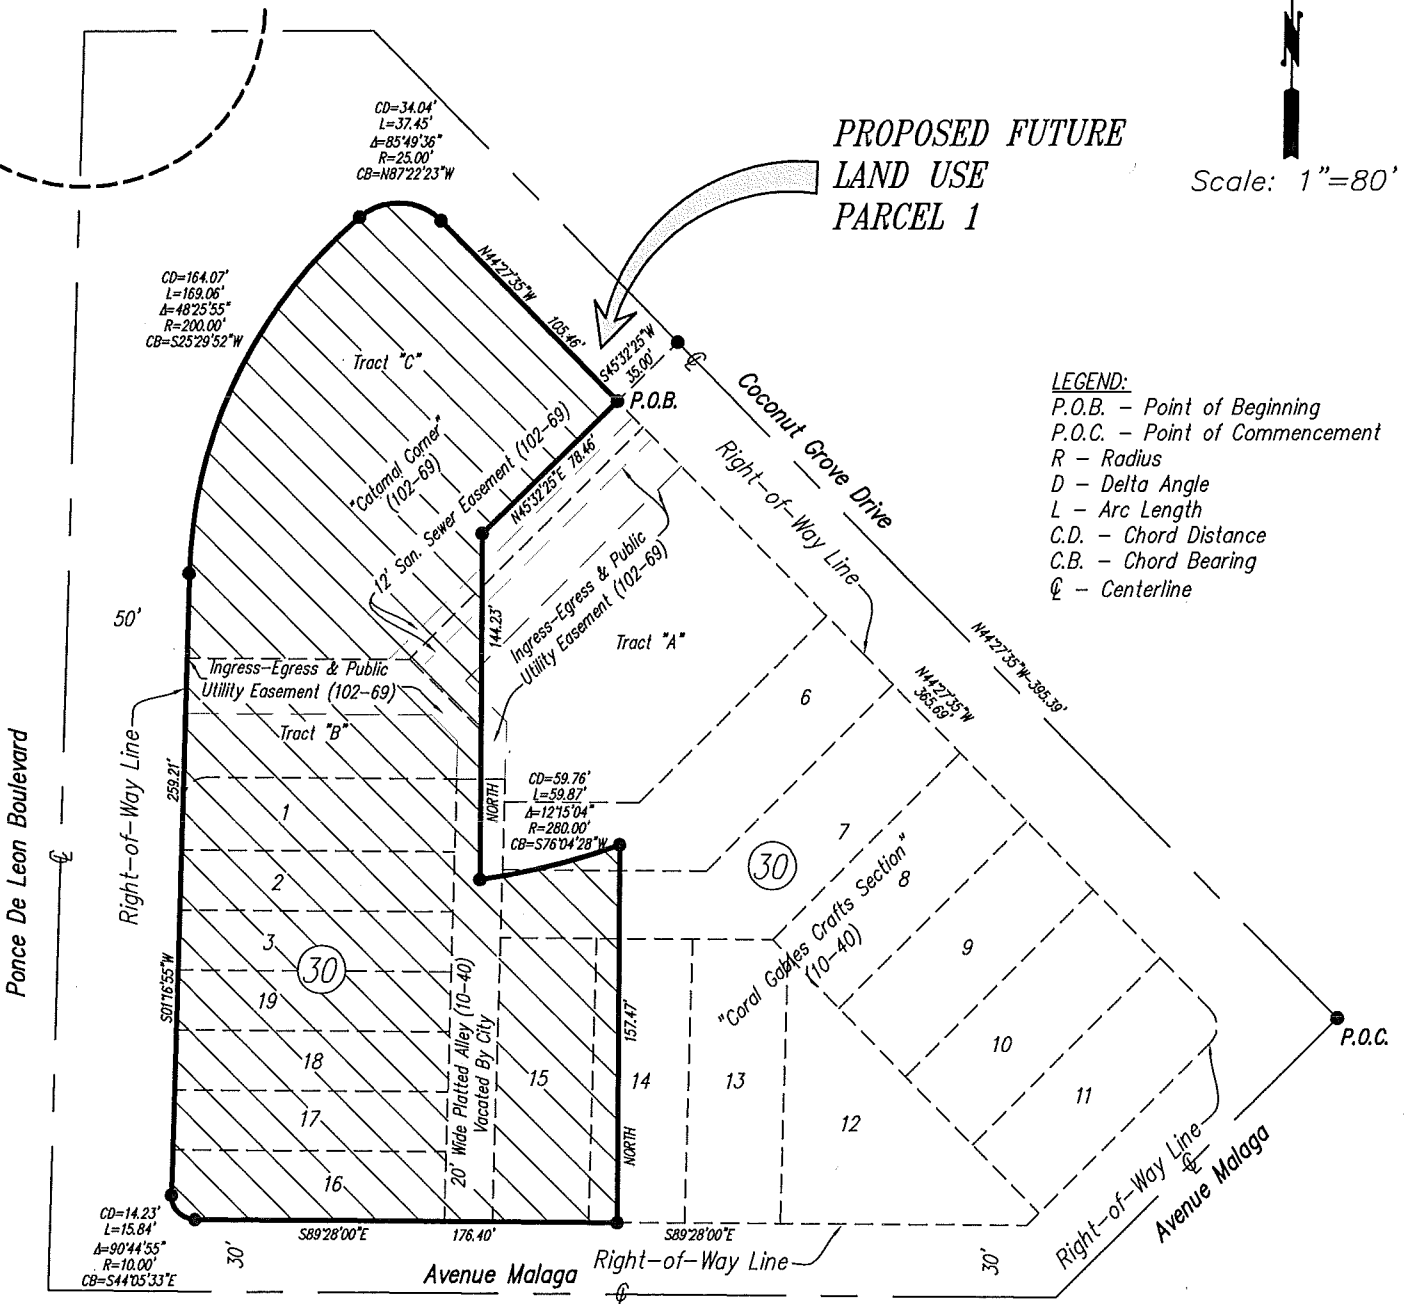 N
Scale: 1"=80'
CD=34.04'
L=37.45'
Δ=85°49'36"
R=25.00'
CB=N87°22'23"W
PROPOSED FUTURE
LAND USE
PARCEL 1
N44°27'35"W
105.46'
S45°32'25"W
35.00'
P.O.B.
CD=164.07'
L=169.06'
Δ=48°25'55"
R=200.00'
CB=S25°29'52"W
Tract "C"
"Catamal Corner"
(102-69)
12' San. Sewer Easement (102-69)
N45°32'25"E 78.46'
Coconut Grove Drive
Right-of-Way Line
LEGEND:
P.O.B. - Point of Beginning
P.O.C. - Point of Commencement
R - Radius
D - Delta Angle
L - Arc Length
C.D. - Chord Distance
C.B. - Chord Bearing
℄ - Centerline
℄
50'
144.23'
NORTH
Ingress-Egress & Public
Utility Easement (102-69)
Tract "A"
Ingress-Egress & Public
Utility Easement (102-69)
Tract "B"
N44°27'35"W-395.39'
N44°27'35"W
365.69'
6
7
8
9
10
11
12
13
14
15
30
"Coral Gables Crafts Section"
(10-40)
CD=59.76'
L=59.87'
Δ=12°15'04"
R=280.00'
CB=S76°04'28"W
Ponce De Leon Boulevard
℄
Right-of-Way Line
259.21'
S01°16'55"W
1
2
3
30
19
18
17
16
20' Wide Platted Alley (10-40)
Vacated By City
157.47'
NORTH
P.O.C.
CD=14.23'
L=15.84'
Δ=90°44'55"
R=10.00'
CB=S44°05'33"E
30'
S89°28'00"E
176.40'
S89°28'00"E
Right-of-Way Line
Avenue Malaga
℄
30'
Right-of-Way Line
℄
Avenue Malaga